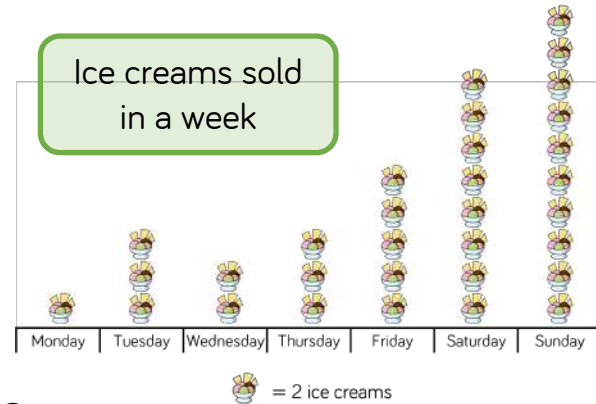 Ice creams sold
in a week
Monday Tuesday Wednesday Thursday Friday Saturday Sunday
= 2 ice creams